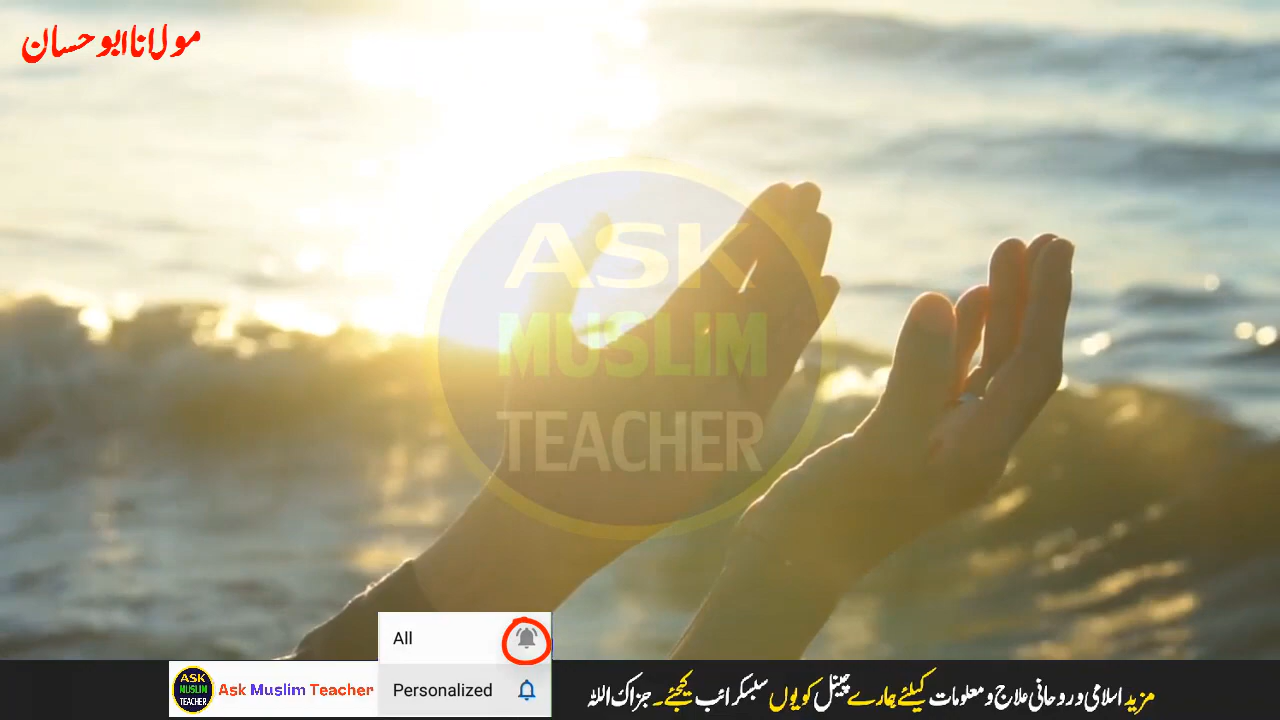 مولانا ابو حسان
ASK
MUSLIM
TEACHER
All
Personalized
ASK
MUSLIM
TEACHER
Ask Muslim Teacher
مزید اسلامی و روحانی علاج و معلومات کیلئے ہمارے چینل کو یوں سبسکرائب کیجئے۔ جزاک اللہ